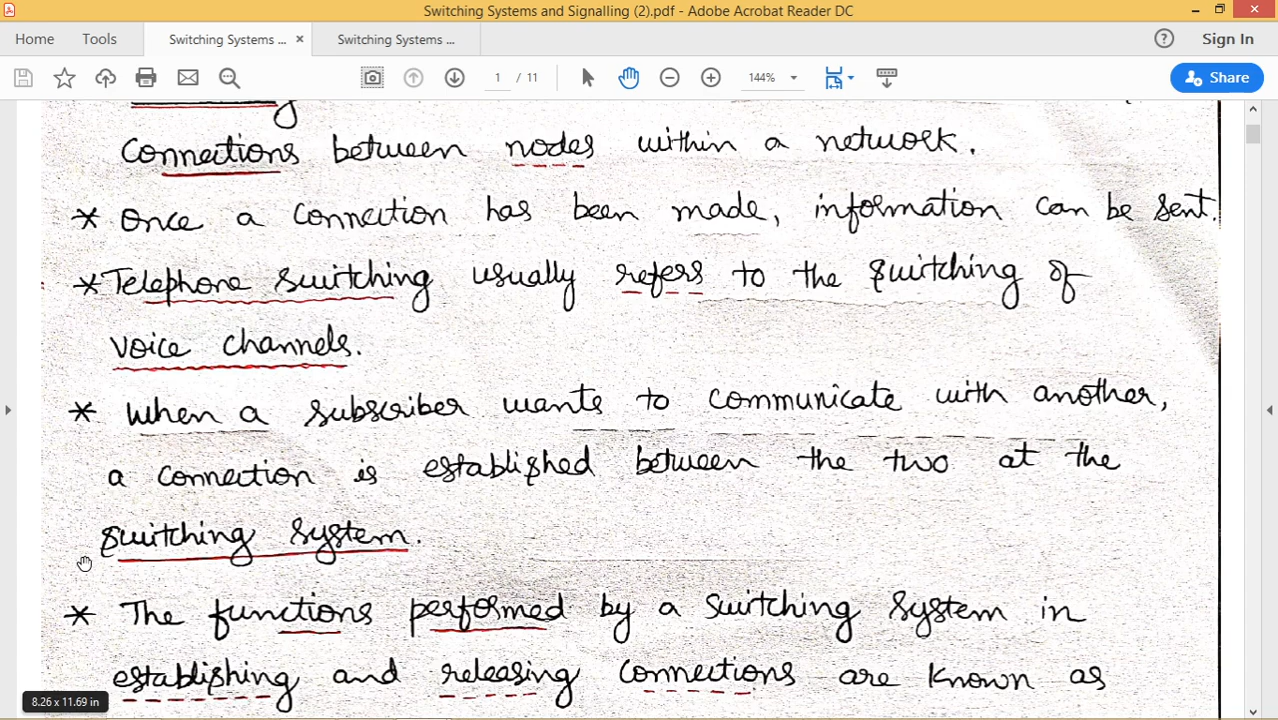 Switching Systems and Signalling (2).pdf - Adobe Acrobat Reader DC
Home Tools Switching Systems ... × Switching Systems ... ? Sign In
1 / 11 144% Share
Connections between nodes within a network.
* Once a connection has been made, information can be sent.
* Telephone switching usually refers to the switching of
voice channels.
* When a subscriber wants to communicate with another,
a connection is established between the two at the
switching system.
* The functions performed by a switching system in
establishing and releasing connections are known as
8.26 x 11.69 in